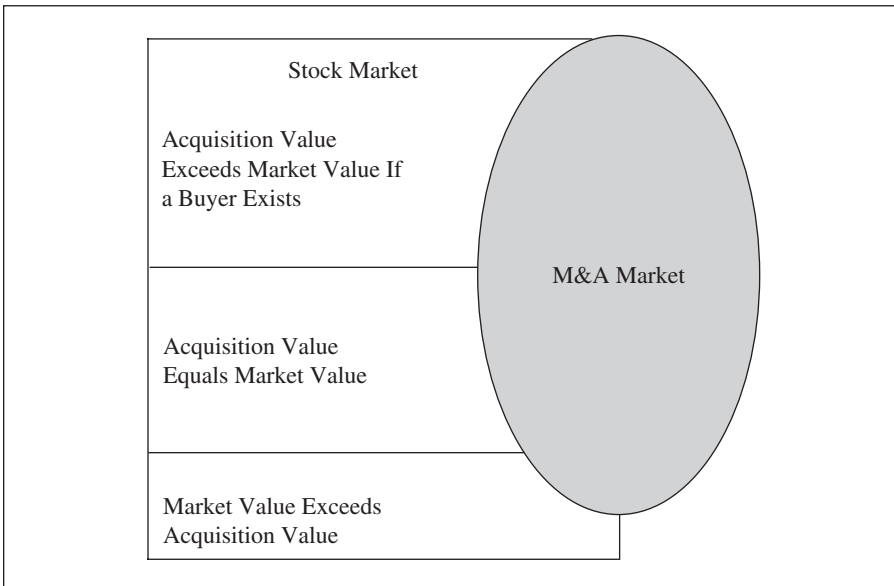 Stock Market
Acquisition Value
Exceeds Market Value If
a Buyer Exists
M&A Market
Acquisition Value
Equals Market Value
Market Value Exceeds
Acquisition Value